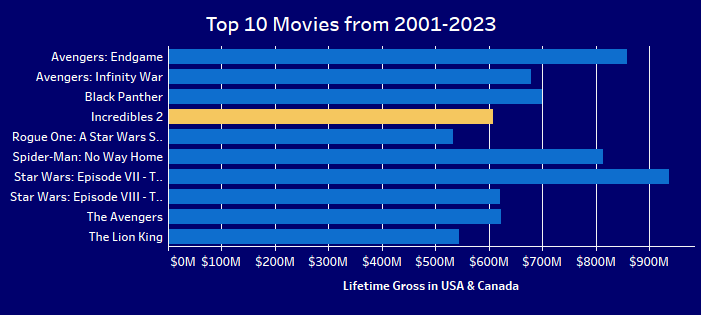 Top 10 Movies from 2001-2023
Avengers: Endgame
Avengers: Infinity War
Black Panther
Incredibles 2
Rogue One: A Star Wars S..
Spider-Man: No Way Home
Star Wars: Episode VII - T..
Star Wars: Episode VIII - T..
The Avengers
The Lion King
$0M $100M $200M $300M $400M $500M $600M $700M $800M $900M
Lifetime Gross in USA & Canada